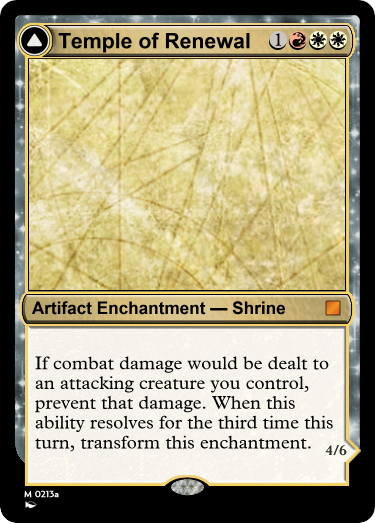 Temple of Renewal 1
Artifact Enchantment — Shrine
If combat damage would be dealt to
an attacking creature you control,
prevent that damage. When this
ability resolves for the third time this
turn, transform this enchantment.
4/6
M 0213a